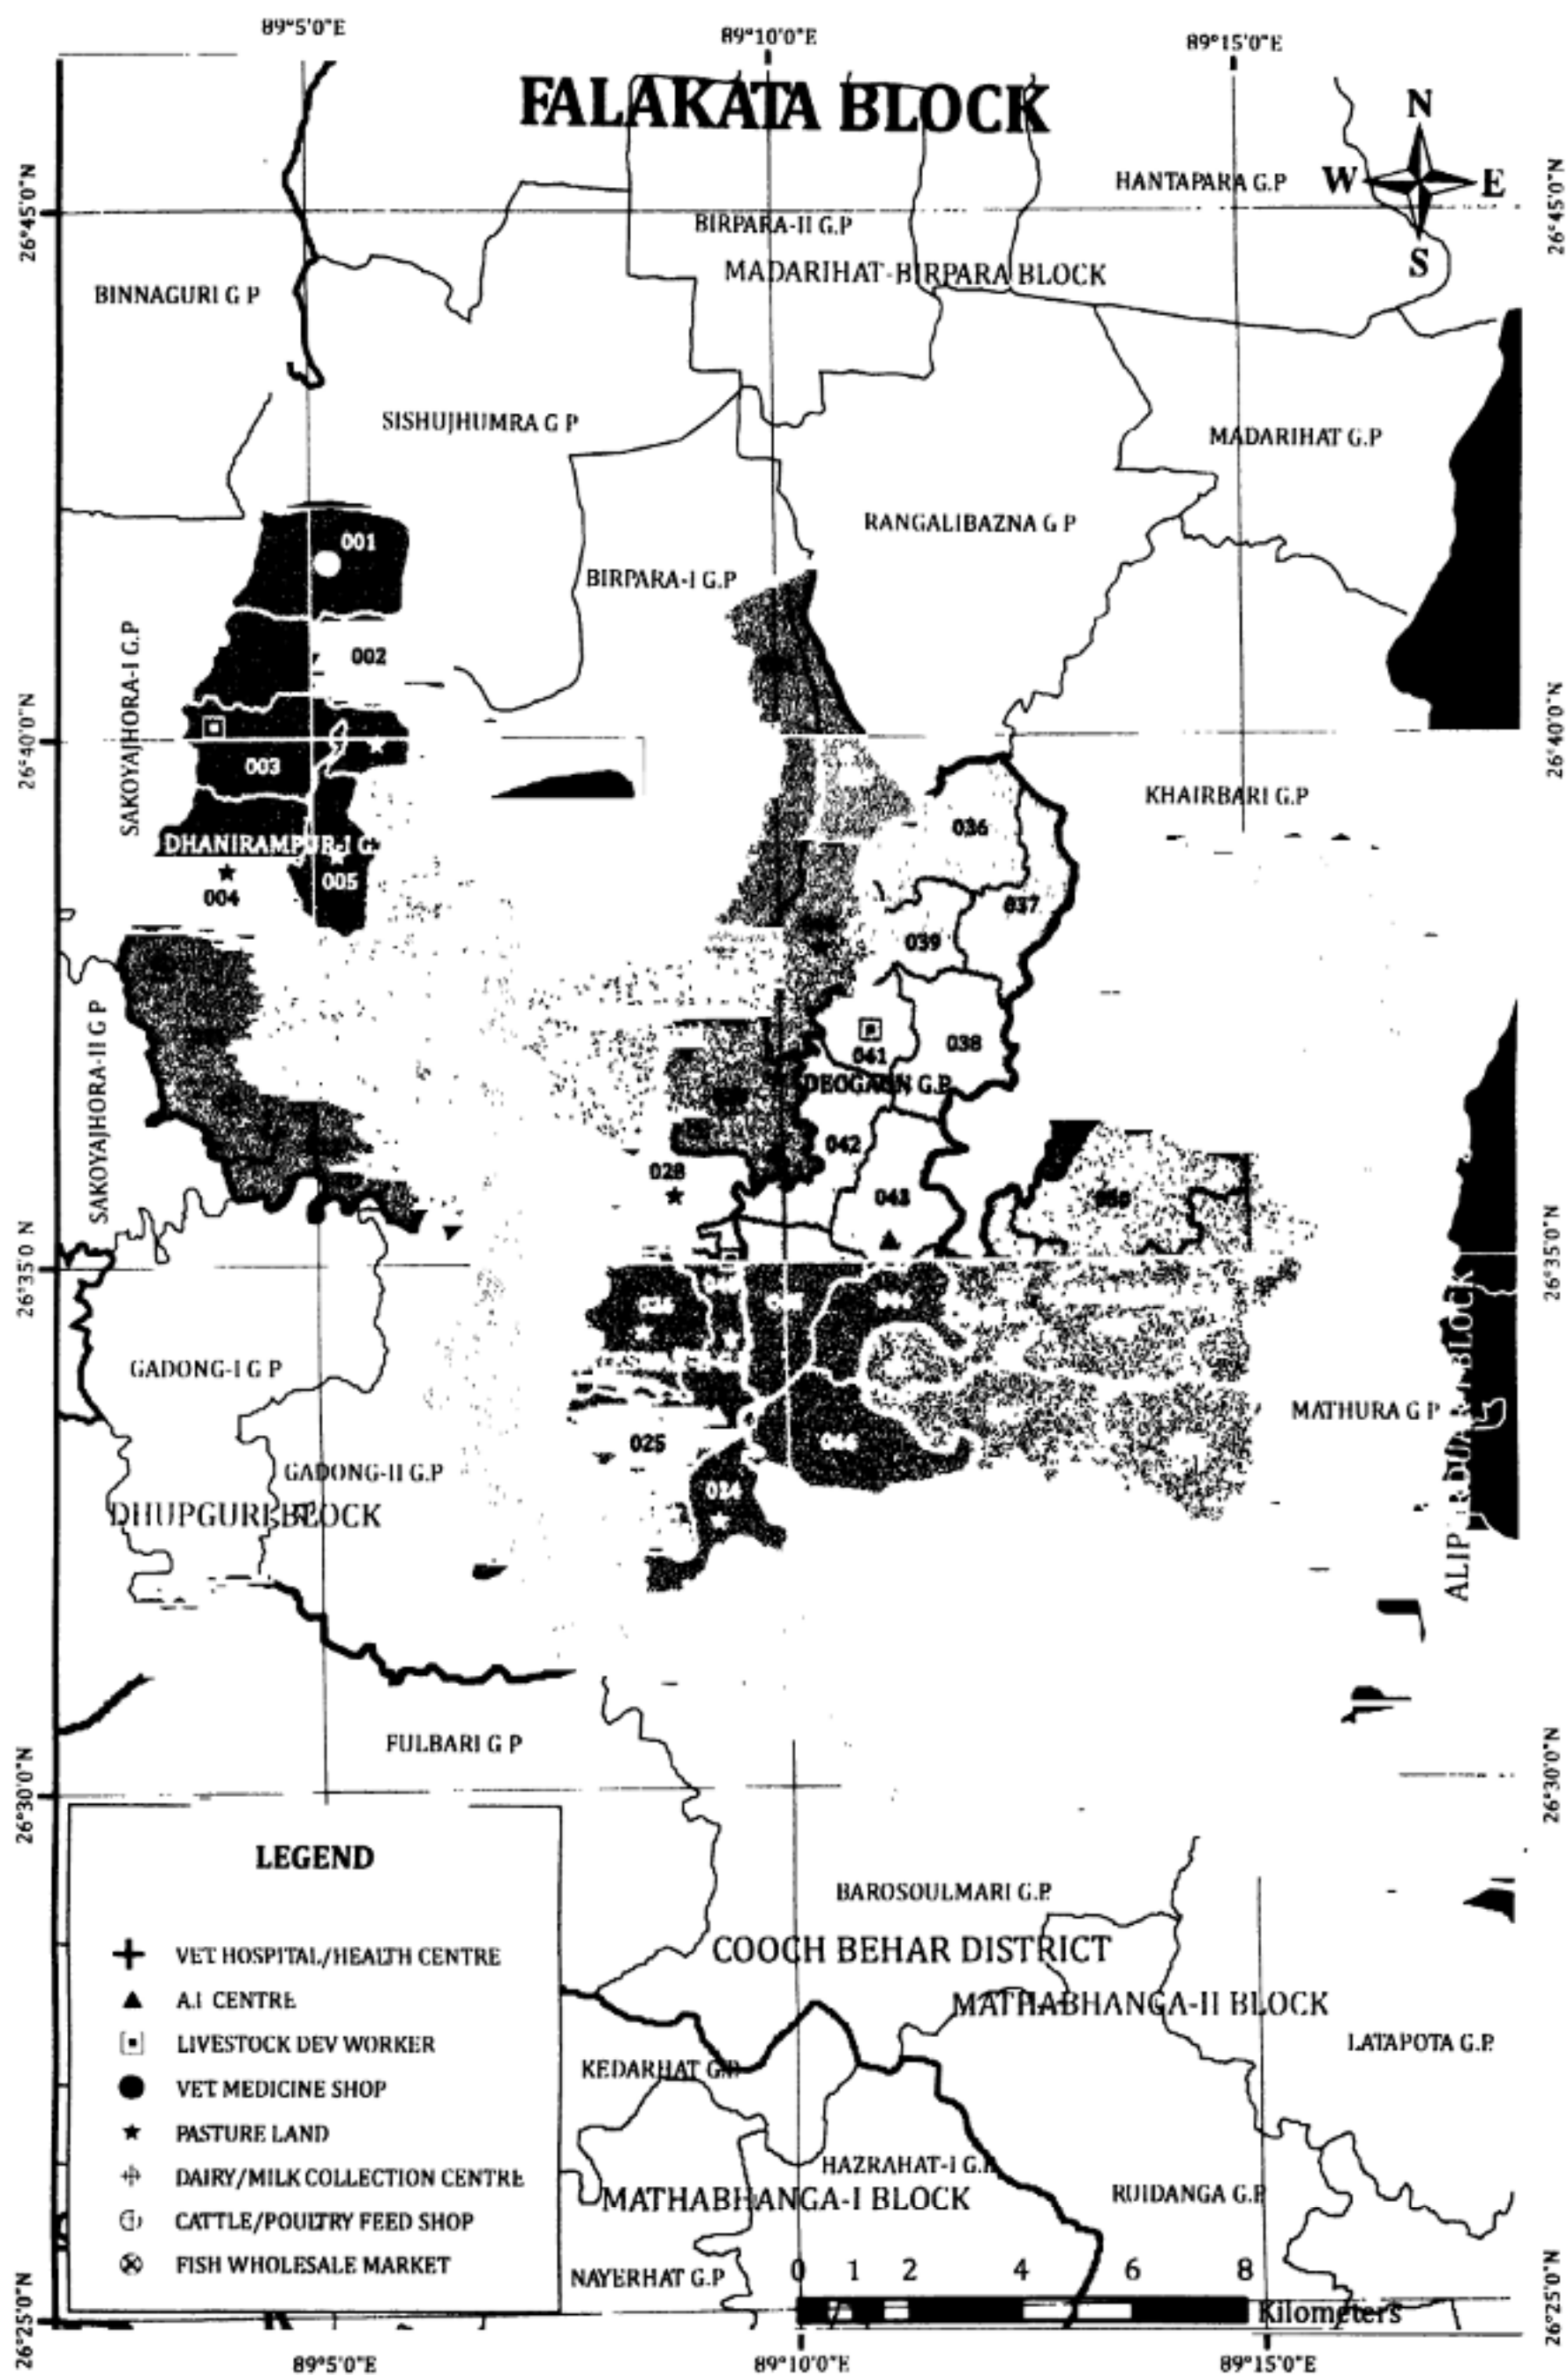 89°5'0"E
89°10'0"E
89°15'0"E
FALAKATA BLOCK
N
W
E
S
HANTAPARA G.P
26°45'0"N
26°45'0"N
BIRPARA-II G.P
MADARIHAT-BIRPARA BLOCK
BINNAGURI G P
SISHUJHUMRA G P
MADARIHAT G.P
RANGALIBAZNA G P
001
BIRPARA-I G.P
SAKOYAJHORA-I G.P
002
26°40'0"N
26°40'0"N
003
KHAIRBARI G.P
036
DHANIRAMPUR-I G.
005
004
037
039
SAKOYAJHORA-II G P
041
038
DEOGAON G.P
042
028
043
26°35'0 N
26°35'0"N
GADONG-I G P
MATHURA G P
025
GADONG-II G.P
024
DHUPGURI BLOCK
FULBARI G P
26°30'0"N
26°30'0"N
LEGEND
VET HOSPITAL/HEALTH CENTRE
A.I CENTRE
LIVESTOCK DEV WORKER
VET MEDICINE SHOP
PASTURE LAND
DAIRY/MILK COLLECTION CENTRE
CATTLE/POULTRY FEED SHOP
FISH WHOLESALE MARKET
BAROSOULMARI G.P
COOCH BEHAR DISTRICT
MATHABHANGA-II BLOCK
LATAPOTA G.P.
KEDARHAT G.P.
HAZRAHAT-I G.P.
MATHABHANGA-I BLOCK
RUIDANGA G.P
NAYERHAT G.P
0 1 2 4 6 8
Kilometers
26°25'0"N
26°25'0"N
89°5'0"E
89°10'0"E
89°15'0"E